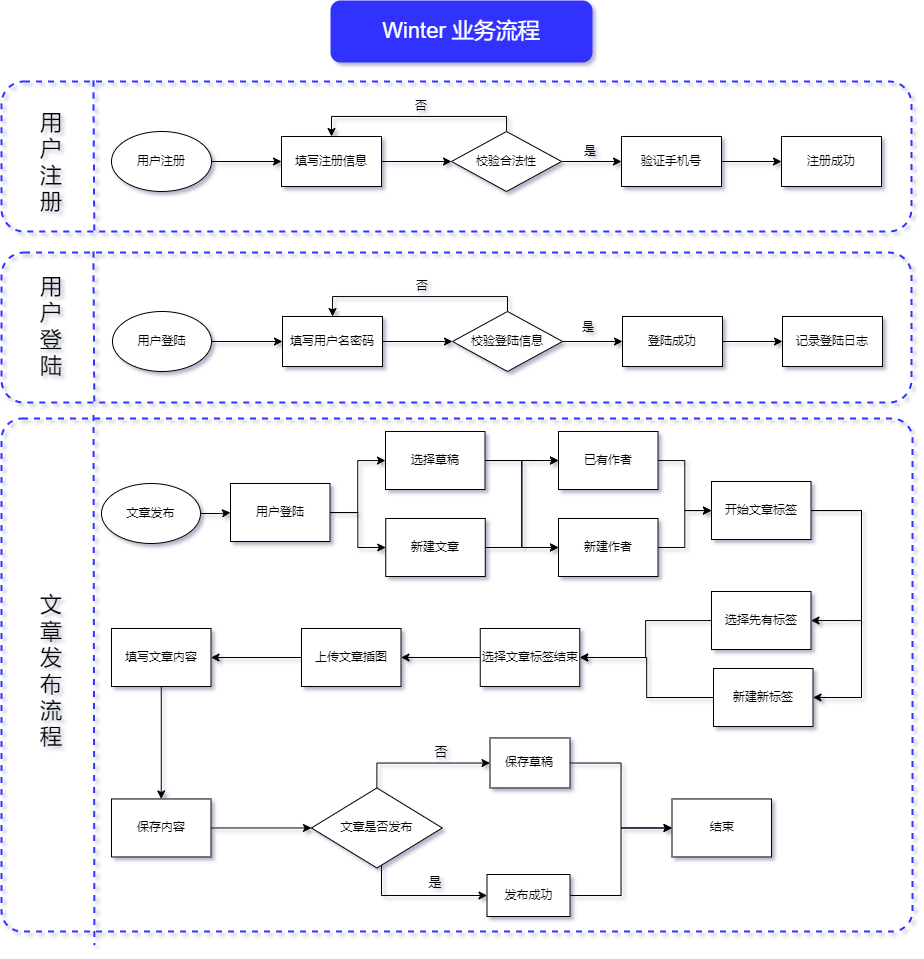 Winter 业务流程
用户注册
用户注册
填写注册信息
否
校验合法性
是
验证手机号
注册成功
用户登陆
用户登陆
填写用户名密码
否
校验登陆信息
是
登陆成功
记录登陆日志
文章发布流程
文章发布
用户登陆
选择草稿
新建文章
已有作者
新建作者
开始文章标签
选择先有标签
新建新标签
选择文章标签结束
上传文章插图
填写文章内容
保存内容
文章是否发布
否
保存草稿
是
发布成功
结束